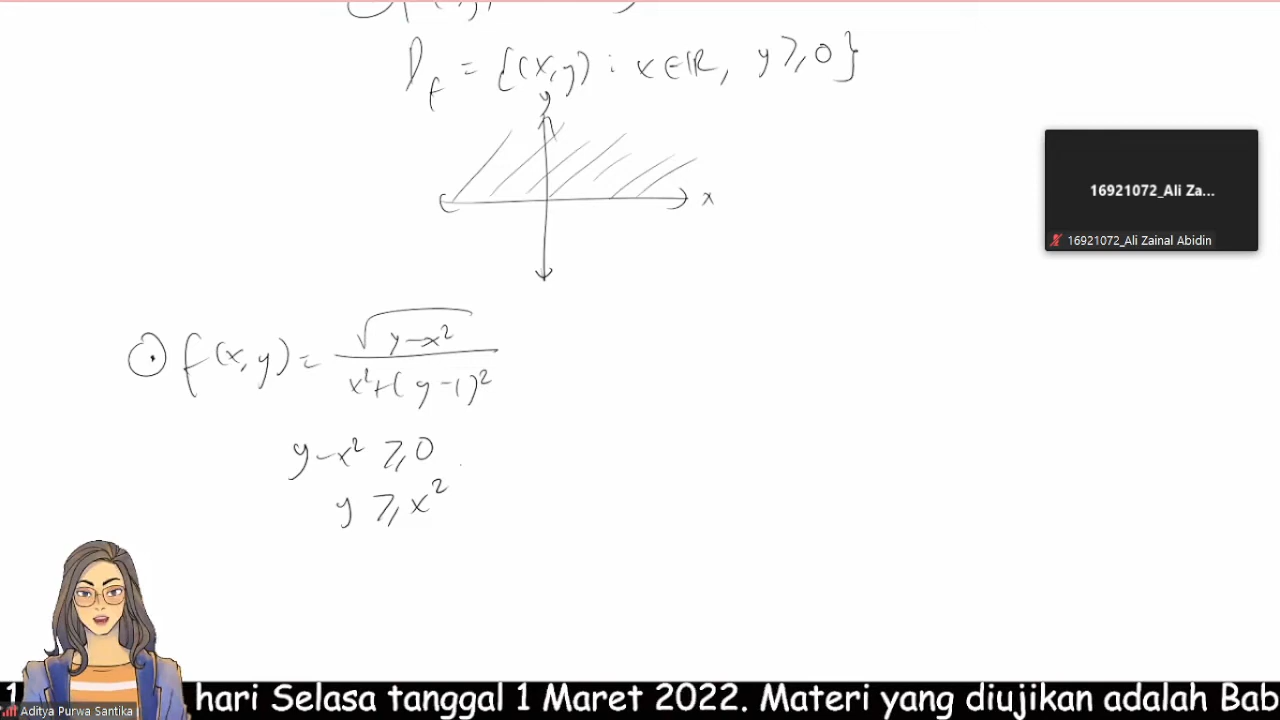 D_f = {(x,y) : x∈ℝ, y ≥ 0}
y
x
16921072_Ali Za...
16921072_Ali Zainal Abidin
⊙ f(x,y) = √(y-x²) / x²+(y-1)²
y-x² ≥ 0
y ≥ x²
hari Selasa tanggal 1 Maret 2022. Materi yang diujikan adalah Bab
Aditya Purwa Santika